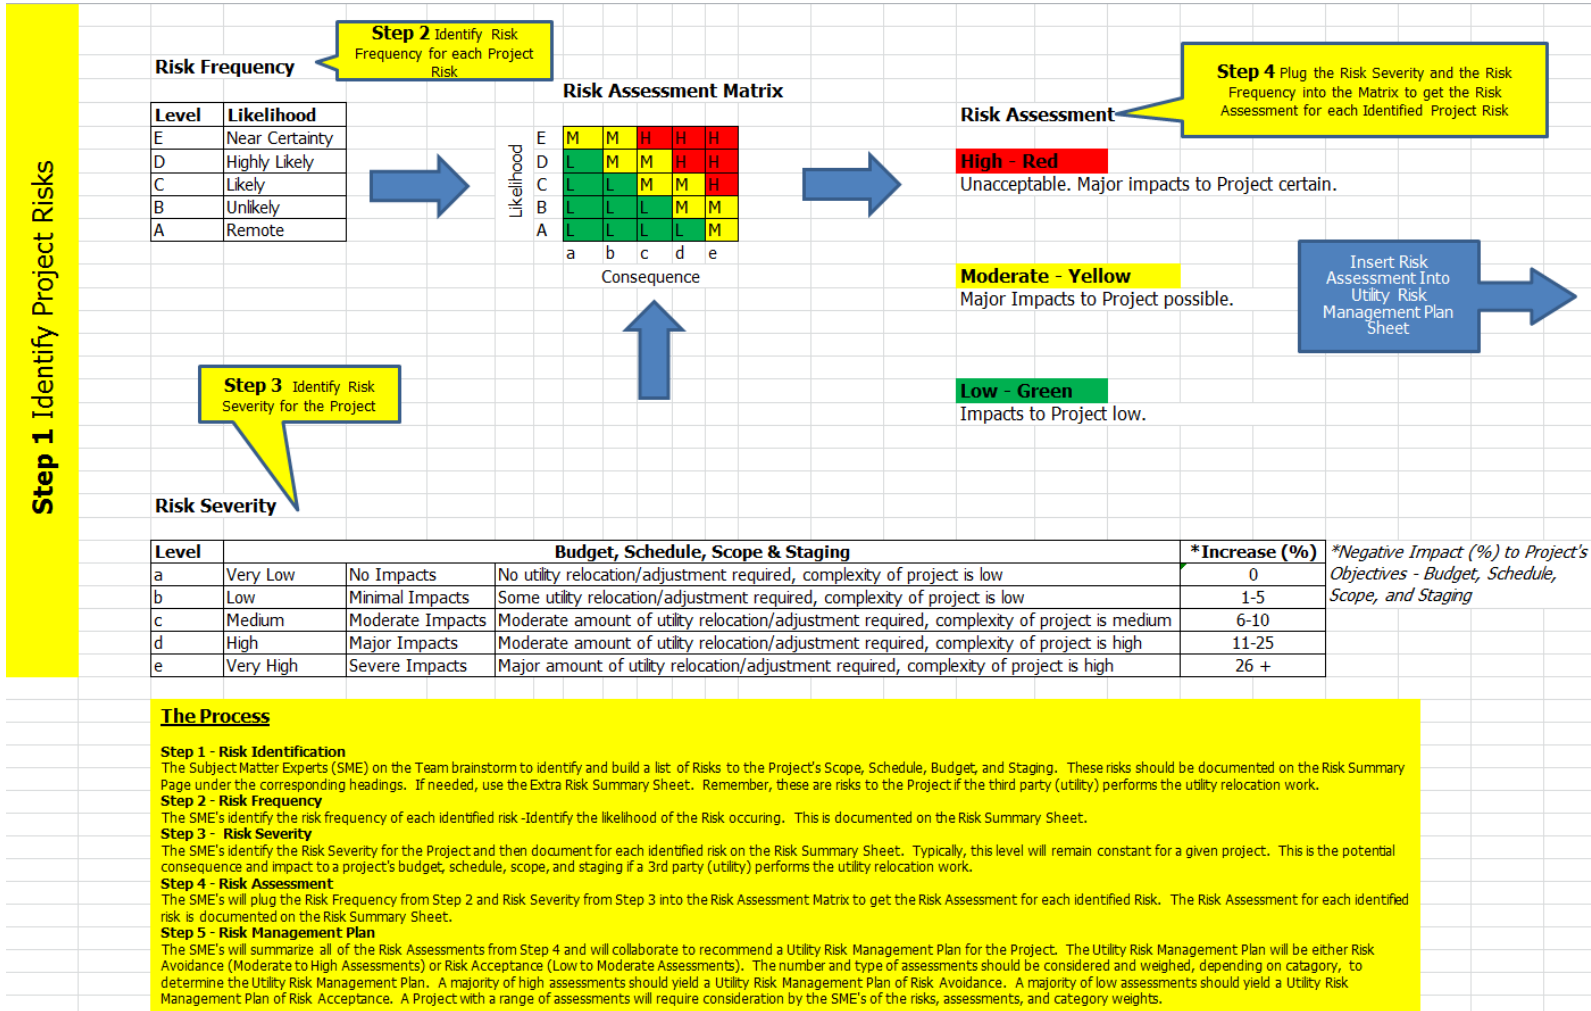 Step 1 Identify Project Risks
Step 2 Identify Risk
Frequency for each Project
Risk
Risk Frequency
Level Likelihood
E Near Certainty
D Highly Likely
C Likely
B Unlikely
A Remote
Risk Assessment Matrix
Likelihood
E M M H H H
D L M M H H
C L L M M H
B L L L M M
A L L L L M
a b c d e
Consequence
Step 4 Plug the Risk Severity and the Risk
Frequency into the Matrix to get the Risk
Assessment for each Identified Project Risk
Risk Assessment
High - Red
Unacceptable. Major impacts to Project certain.
Moderate - Yellow
Major Impacts to Project possible.
Low - Green
Impacts to Project low.
Insert Risk
Assessment Into
Utility Risk
Management Plan
Sheet
Step 3 Identify Risk
Severity for the Project
Risk Severity
Level Budget, Schedule, Scope & Staging *Increase (%)
a Very Low No Impacts No utility relocation/adjustment required, complexity of project is low 0
b Low Minimal Impacts Some utility relocation/adjustment required, complexity of project is low 1-5
c Medium Moderate Impacts Moderate amount of utility relocation/adjustment required, complexity of project is medium 6-10
d High Major Impacts Moderate amount of utility relocation/adjustment required, complexity of project is high 11-25
e Very High Severe Impacts Major amount of utility relocation/adjustment required, complexity of project is high 26 +
*Negative Impact (%) to Project's
Objectives - Budget, Schedule,
Scope, and Staging
The Process
Step 1 - Risk Identification
The Subject Matter Experts (SME) on the Team brainstorm to identify and build a list of Risks to the Project's Scope, Schedule, Budget, and Staging. These risks should be documented on the Risk Summary
Page under the corresponding headings. If needed, use the Extra Risk Summary Sheet. Remember, these are risks to the Project if the third party (utility) performs the utility relocation work.
Step 2 - Risk Frequency
The SME's identify the risk frequency of each identified risk -Identify the likelihood of the Risk occuring. This is documented on the Risk Summary Sheet.
Step 3 - Risk Severity
The SME's identify the Risk Severity for the Project and then document for each identified risk on the Risk Summary Sheet. Typically, this level will remain constant for a given project. This is the potential
consequence and impact to a project's budget, schedule, scope, and staging if a 3rd party (utility) performs the utility relocation work.
Step 4 - Risk Assessment
The SME's will plug the Risk Frequency from Step 2 and Risk Severity from Step 3 into the Risk Assessment Matrix to get the Risk Assessment for each identified Risk. The Risk Assessment for each identified
risk is documented on the Risk Summary Sheet.
Step 5 - Risk Management Plan
The SME's will summarize all of the Risk Assessments from Step 4 and will collaborate to recommend a Utility Risk Management Plan for the Project. The Utility Risk Management Plan will be either Risk
Avoidance (Moderate to High Assessments) or Risk Acceptance (Low to Moderate Assessments). The number and type of assessments should be considered and weighed, depending on catagory, to
determine the Utility Risk Management Plan. A majority of high assessments should yield a Utility Risk Management Plan of Risk Avoidance. A majority of low assessments should yield a Utility Risk
Management Plan of Risk Acceptance. A Project with a range of assessments will require consideration by the SME's of the risks, assessments, and category weights.